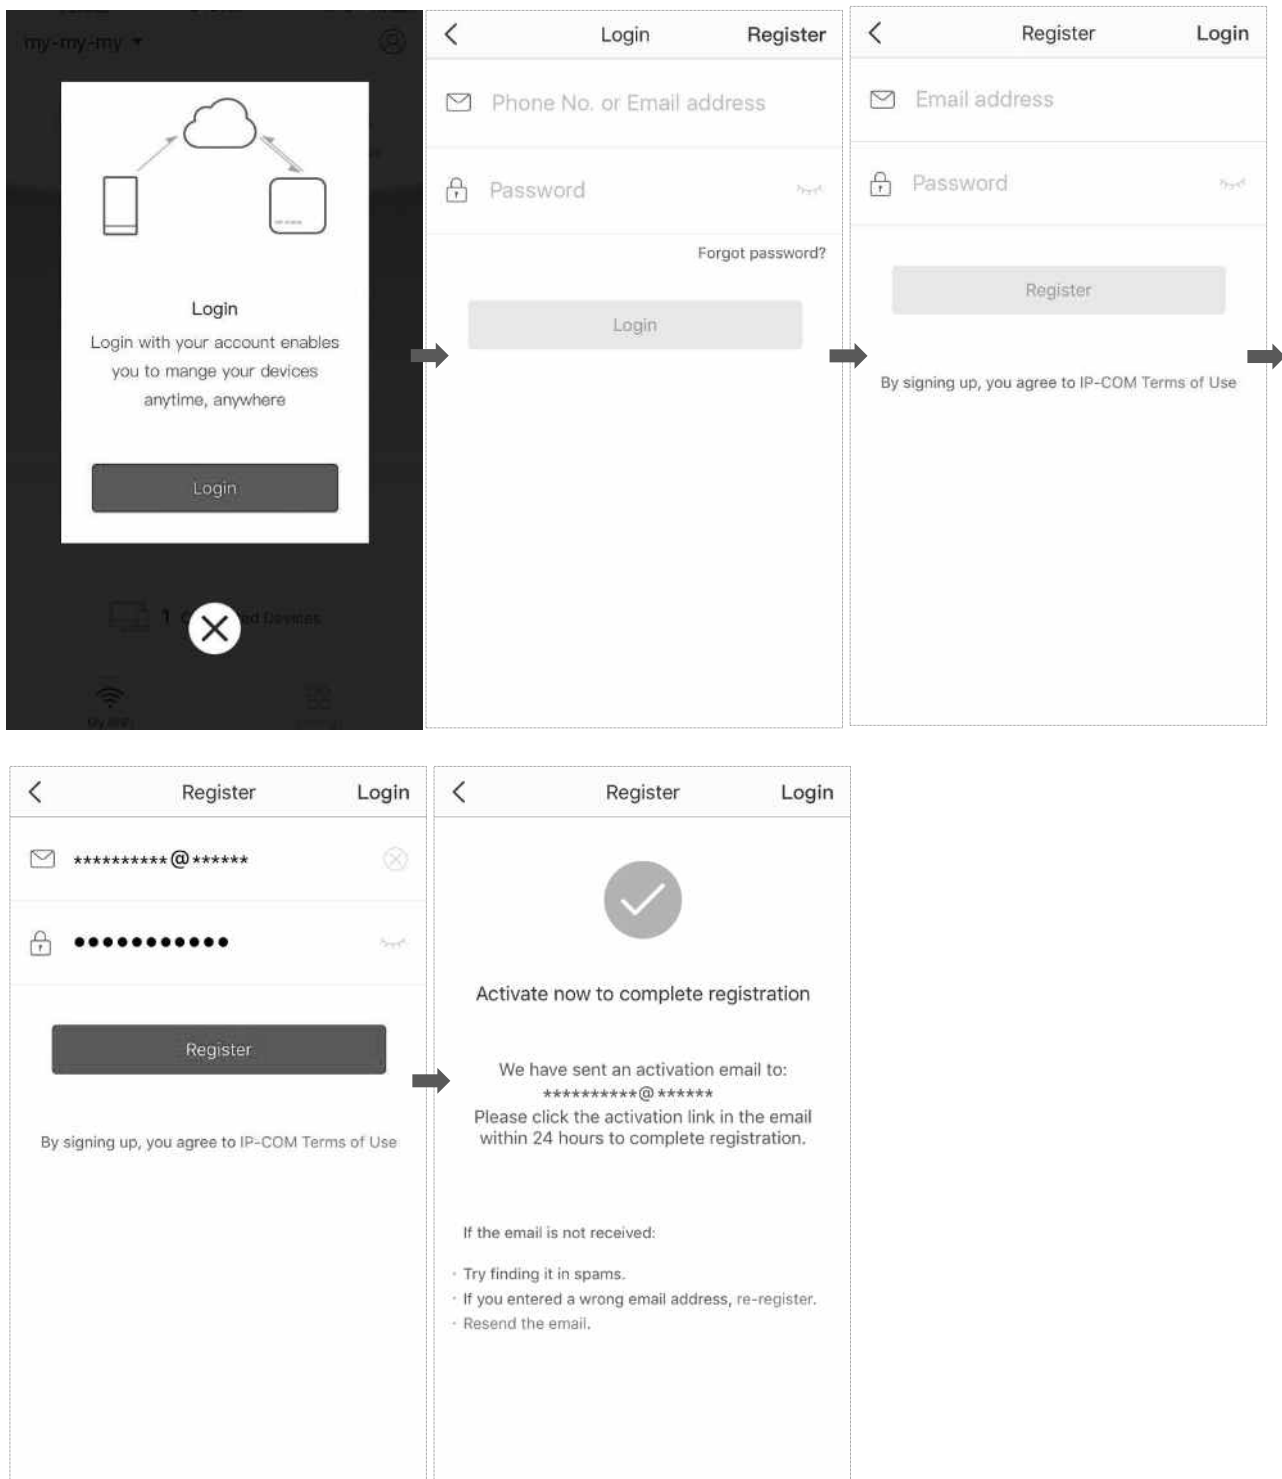 my-my-my
Login
Login with your account enables
you to mange your devices
anytime, anywhere
Login
1
ed Devices
My WiFi
Login
Register
Phone No. or Email address
Password
Forgot password?
Login
Register
Login
Email address
Password
Register
By signing up, you agree to IP-COM Terms of Use
Register
Login
**********@******
●●●●●●●●●●●
Register
By signing up, you agree to IP-COM Terms of Use
Register
Login
Activate now to complete registration
We have sent an activation email to:
**********@******
Please click the activation link in the email
within 24 hours to complete registration.
If the email is not received:
· Try finding it in spams.
· If you entered a wrong email address, re-register.
· Resend the email.